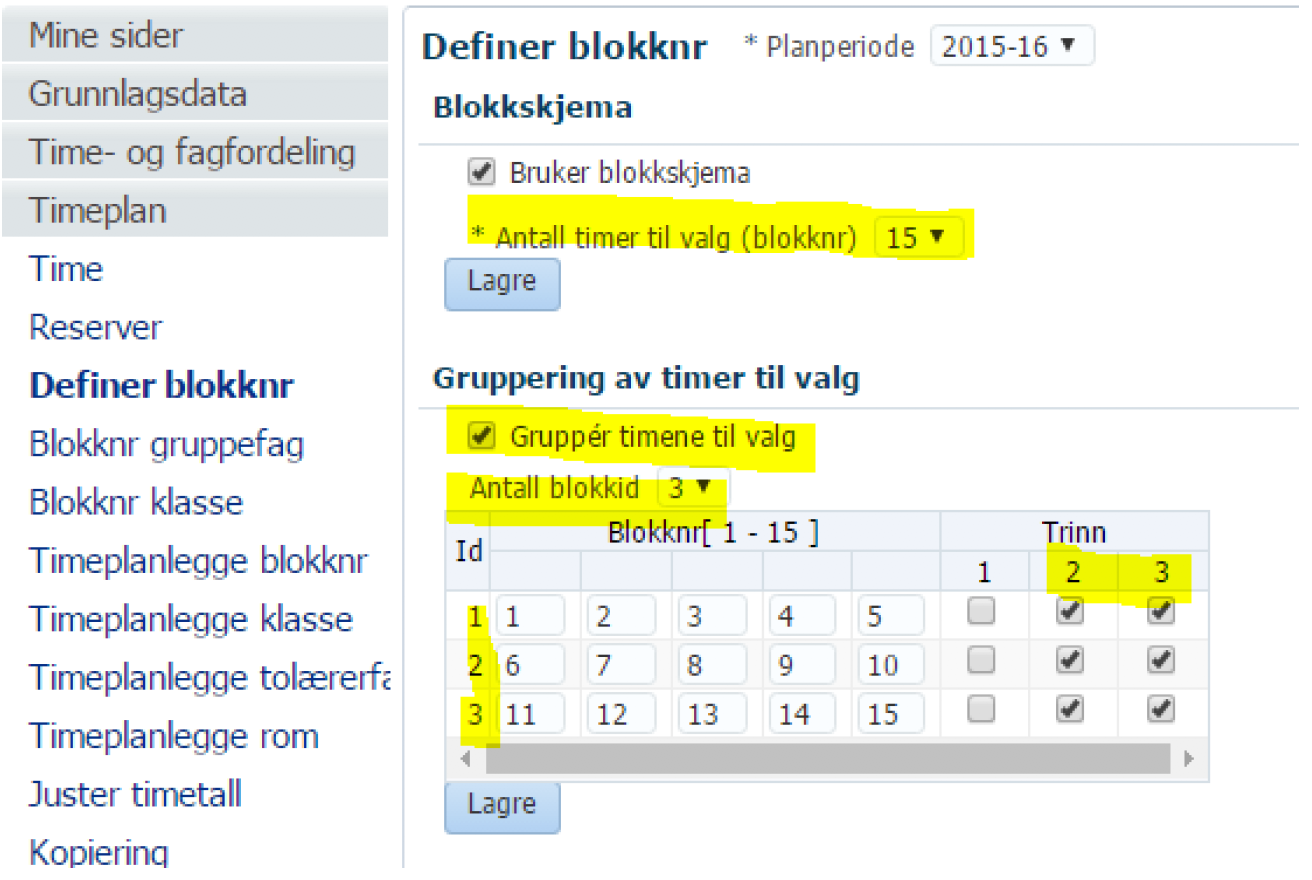 Mine sider
Grunnlagsdata
Time- og fagfordeling
Timeplan
Time
Reserver
Definer blokknr
Blokknr gruppefag
Blokknr klasse
Timeplanlegge blokknr
Timeplanlegge klasse
Timeplanlegge tolærerfa
Timeplanlegge rom
Juster timetall
Kopiering
Definer blokknr * Planperiode 2015-16
Blokkskjema
Bruker blokkskjema
* Antall timer til valg (blokknr) 15
Lagre
Gruppering av timer til valg
Gruppér timene til valg
Antall blokkid 3
Id Blokknr[ 1 - 15 ] Trinn
1 2 3
1 1 2 3 4 5
2 6 7 8 9 10
3 11 12 13 14 15
Lagre